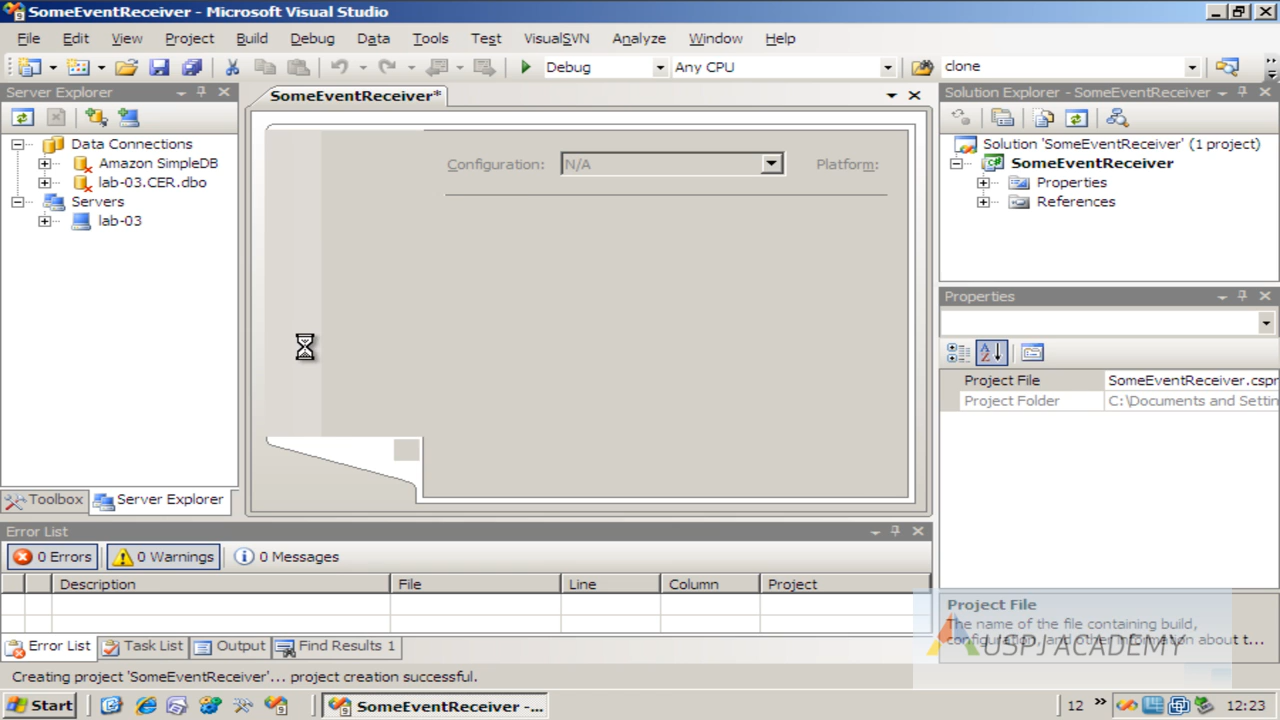 SomeEventReceiver - Microsoft Visual Studio
File Edit View Project Build Debug Data Tools Test VisualSVN Analyze Window Help
Debug Any CPU clone
Server Explorer
Data Connections
Amazon SimpleDB
lab-03.CER.dbo
Servers
lab-03
Toolbox Server Explorer
SomeEventReceiver*
Configuration: N/A Platform:
Solution Explorer - SomeEventReceiver
Solution 'SomeEventReceiver' (1 project)
SomeEventReceiver
Properties
References
Properties
Project File SomeEventReceiver.cspr
Project Folder C:\Documents and Settin
Project File
The name of the file containing build,
configuration, and other information about t...
USPJ ACADEMY
Error List
0 Errors 0 Warnings 0 Messages
Description File Line Column Project
Error List Task List Output Find Results 1
Creating project 'SomeEventReceiver'... project creation successful.
Start SomeEventReceiver -... 12 » 12:23